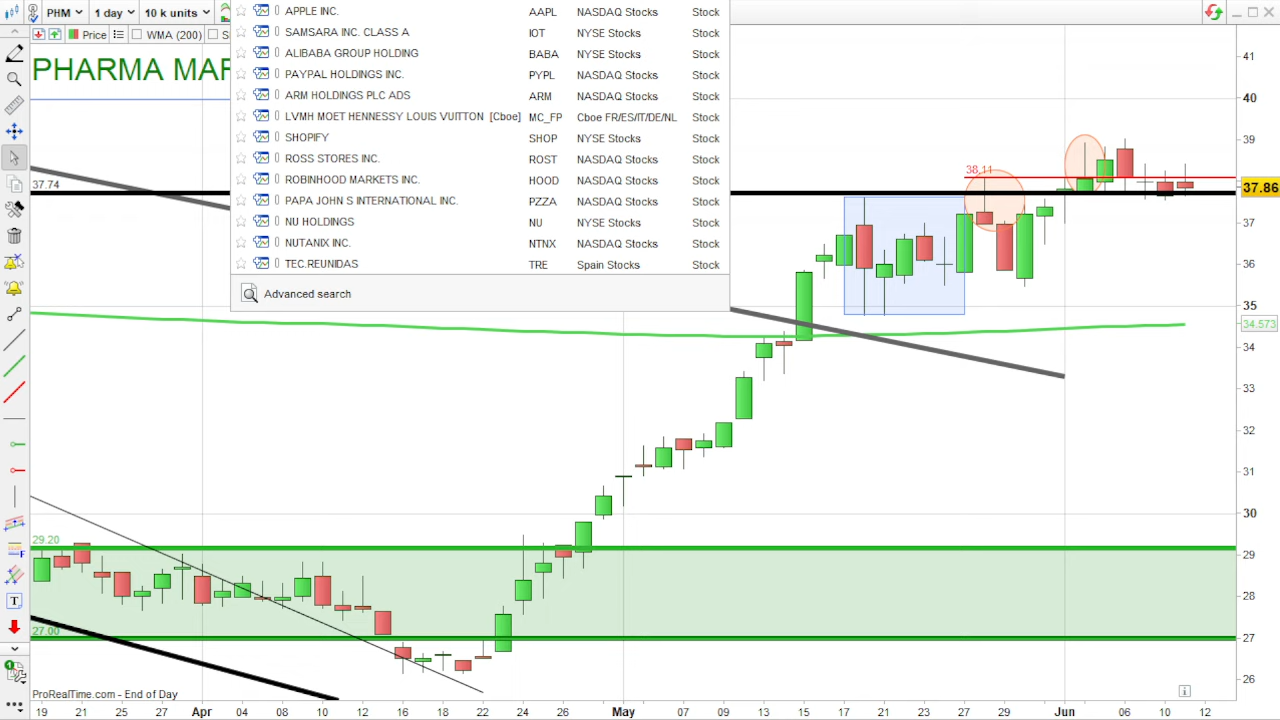 PHM 1 day 10 k units
Price WMA (200) S
PHARMA MAR
APPLE INC. AAPL NASDAQ Stocks Stock
SAMSARA INC. CLASS A IOT NYSE Stocks Stock
ALIBABA GROUP HOLDING BABA NYSE Stocks Stock
PAYPAL HOLDINGS INC. PYPL NASDAQ Stocks Stock
ARM HOLDINGS PLC ADS ARM NASDAQ Stocks Stock
LVMH MOET HENNESSY LOUIS VUITTON [Cboe] MC_FP Cboe FR/ES/IT/DE/NL Stock
SHOPIFY SHOP NYSE Stocks Stock
ROSS STORES INC. ROST NASDAQ Stocks Stock
ROBINHOOD MARKETS INC. HOOD NASDAQ Stocks Stock
PAPA JOHN S INTERNATIONAL INC. PZZA NASDAQ Stocks Stock
NU HOLDINGS NU NYSE Stocks Stock
NUTANIX INC. NTNX NASDAQ Stocks Stock
TEC.REUNIDAS TRE Spain Stocks Stock
Advanced search
37.74
38.11
29.20
27.00
41
40
39
37.86
37
36
35
34.573
34
33
32
31
30
29
28
27
26
T
F
1
i
ProRealTime.com - End of Day
19 21 25 27 Apr 04 08 10 12 16 18 22 24 26 May 07 09 13 15 17 21 23 27 29 Jun 06 10 12